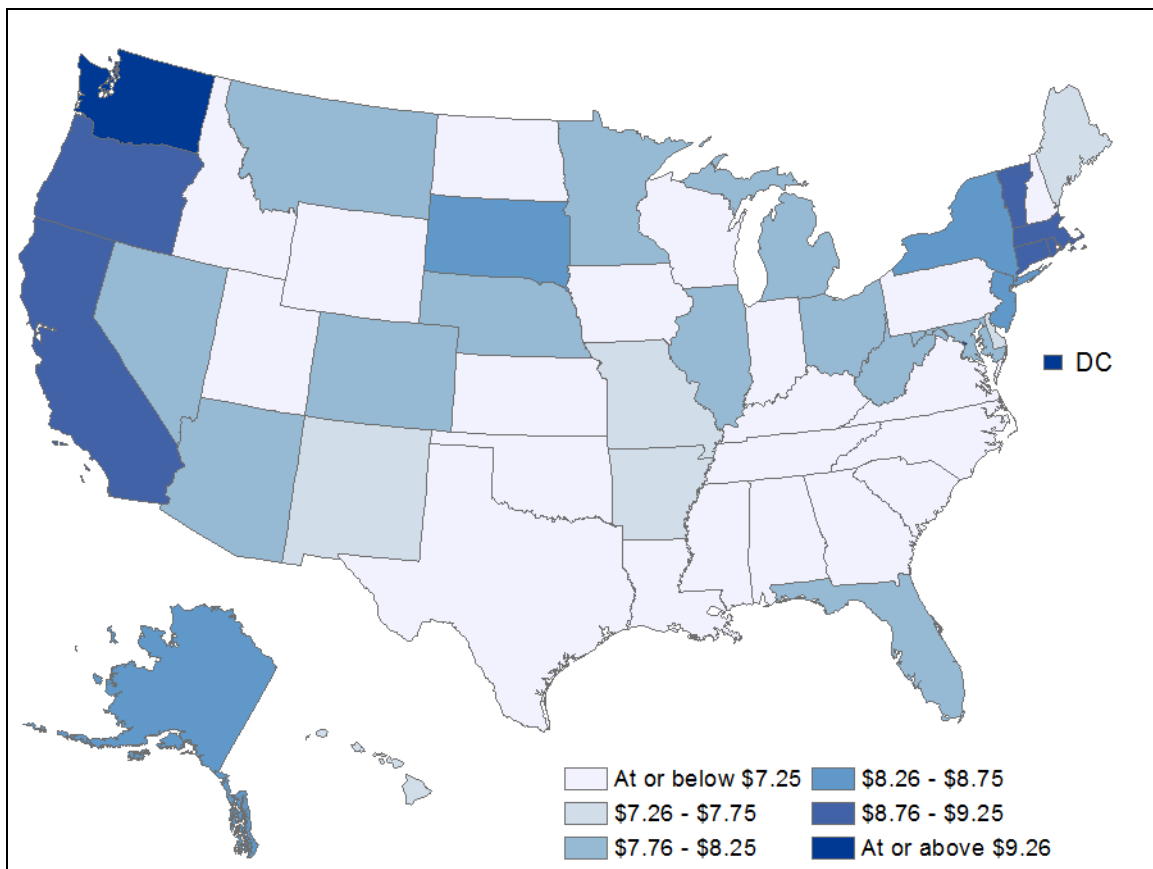 DC
At or below $7.25
$7.26 - $7.75
$7.76 - $8.25
$8.26 - $8.75
$8.76 - $9.25
At or above $9.26